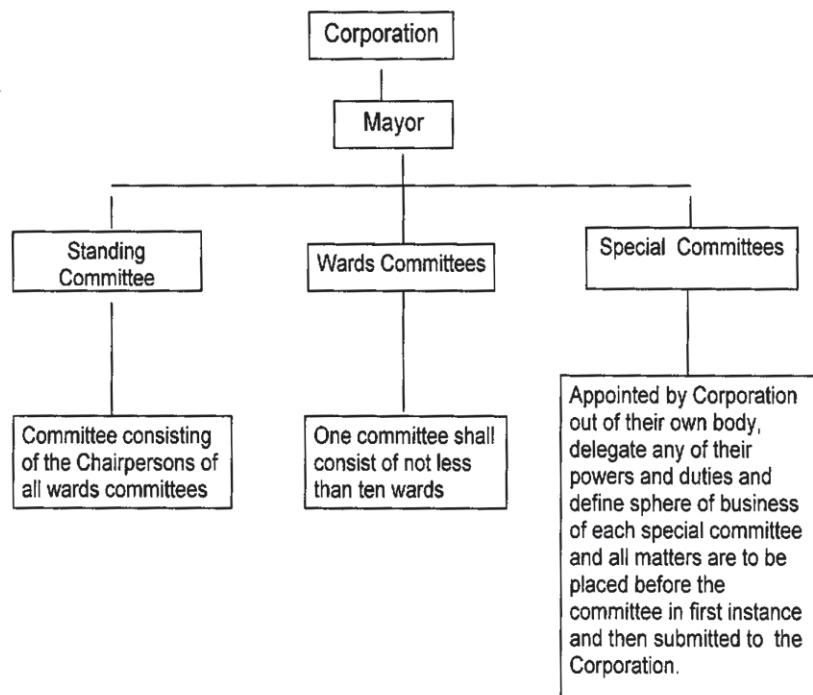 Corporation
Mayor
Standing
Committee
Wards Committees
Special Committees
Committee consisting
of the Chairpersons of
all wards committees
One committee shall
consist of not less
than ten wards
Appointed by Corporation
out of their own body,
delegate any of their
powers and duties and
define sphere of business
of each special committee
and all matters are to be
placed before the
committee in first instance
and then submitted to the
Corporation.